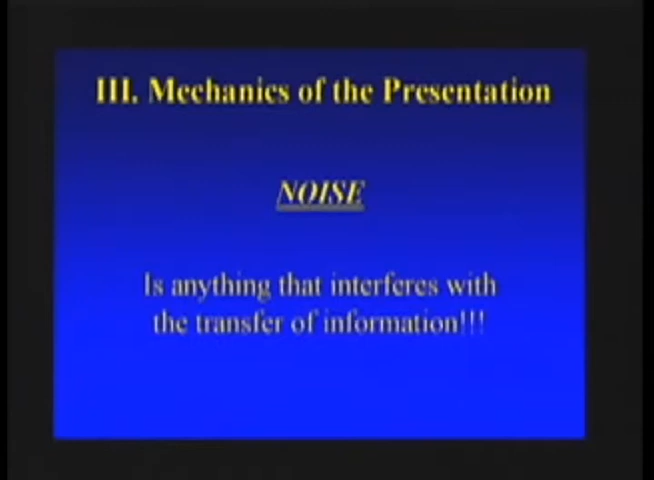 III. Mechanics of the Presentation
NOISE
Is anything that interferes with
the transfer of information!!!